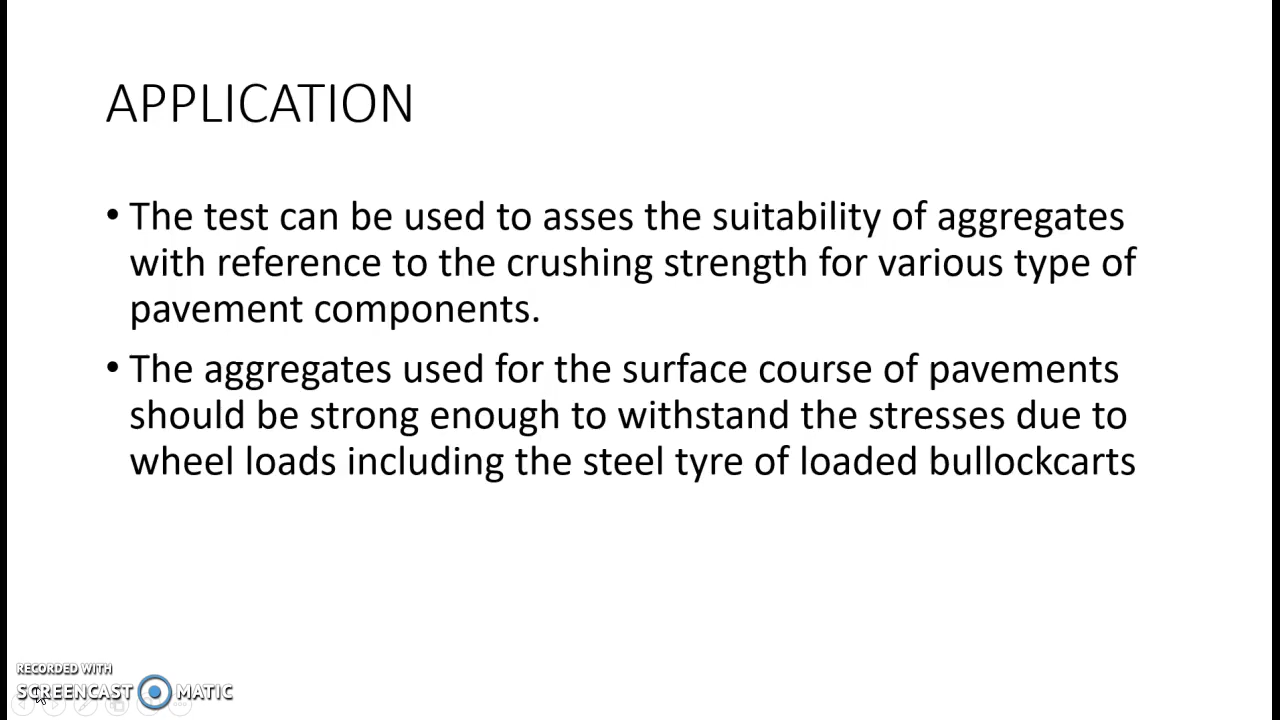 APPLICATION
• The test can be used to asses the suitability of aggregates
with reference to the crushing strength for various type of
pavement components.
• The aggregates used for the surface course of pavements
should be strong enough to withstand the stresses due to
wheel loads including the steel tyre of loaded bullockcarts
RECORDED WITH
SCREENCAST MATIC